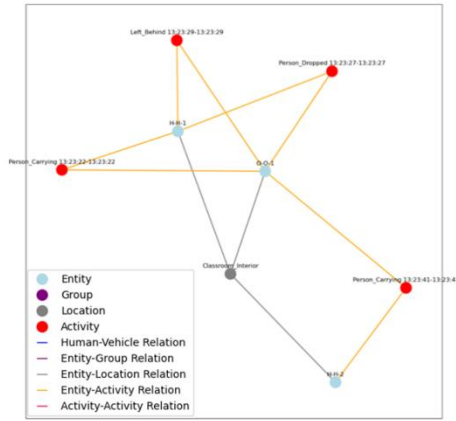 Left_Behind 13:23:29-13:23:29
Person_Dropped 13:23:27-13:23:27
H-H-1
Person_Carrying 13:23:22-13:23:22
O-O-1
Classroom_Interior
Person_Carrying 13:23:41-13:23:4
H-H-2
Entity
Group
Location
Activity
Human-Vehicle Relation
Entity-Group Relation
Entity-Location Relation
Entity-Activity Relation
Activity-Activity Relation